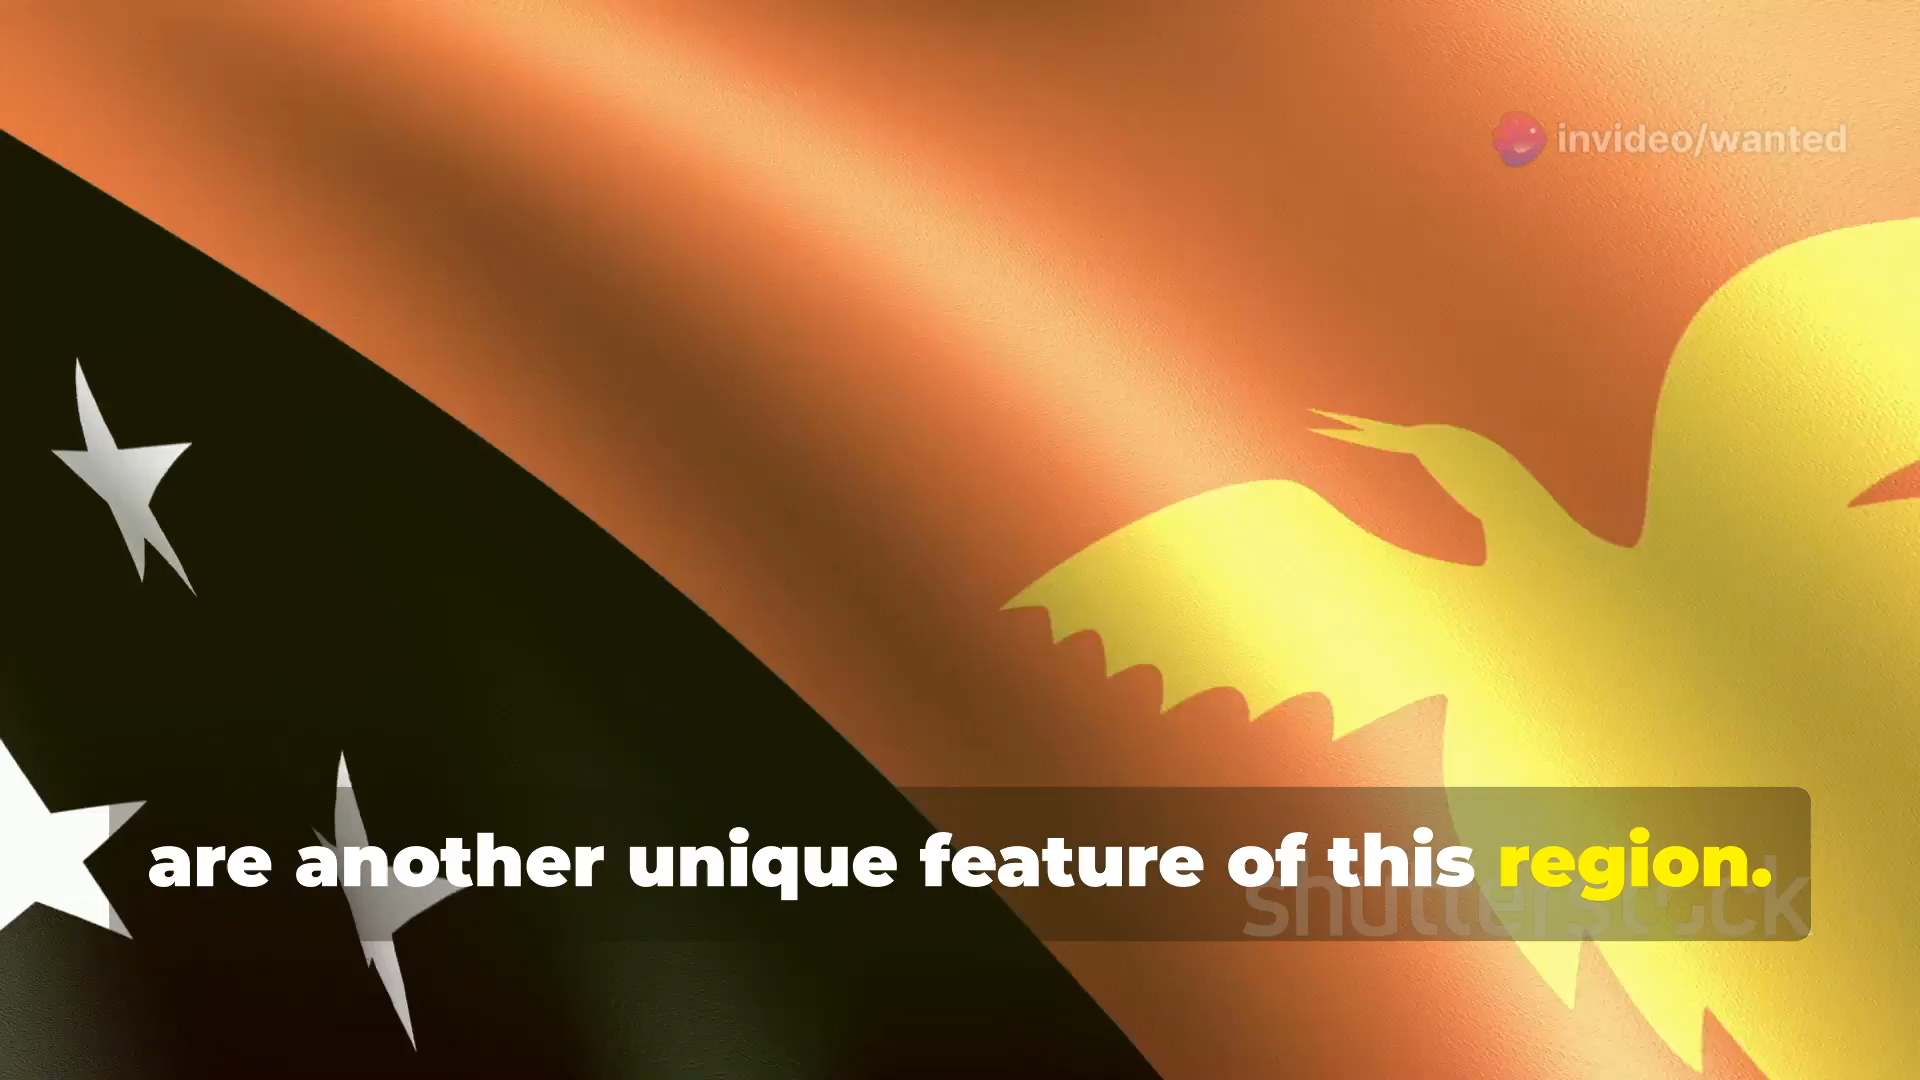 invideo/wanted
are another unique feature of this region.
shutterstock